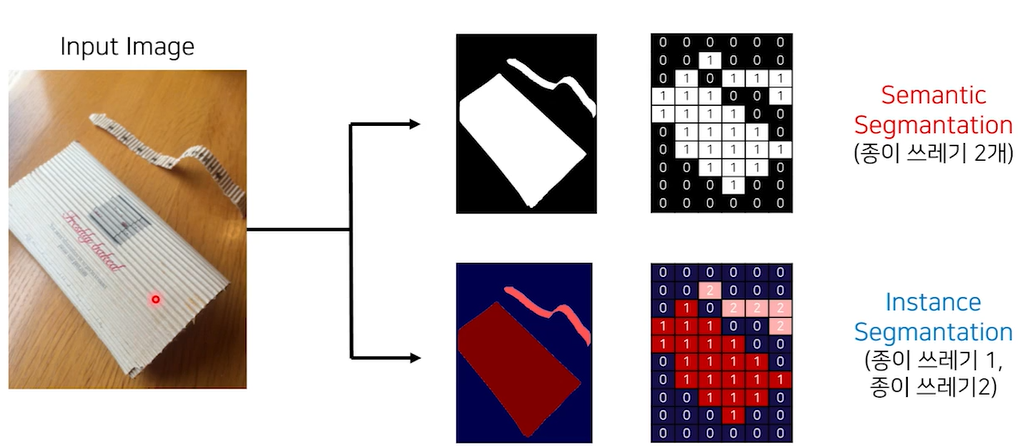 Input Image
Freshly baked
0 0 0 0 0 0
0 0 1 0 0 0
0 1 0 1 1 1
1 1 1 0 0 1
1 1 1 1 0 0
0 1 1 1 1 0
0 1 1 1 1 1
0 0 1 1 1 0
0 0 0 1 0 0
0 0 0 0 0 0
Semantic
Segmantation
(종이 쓰레기 2개)
0 0 0 0 0 0
0 0 2 0 0 0
0 1 0 2 2 2
1 1 1 0 0 2
1 1 1 1 0 0
0 1 1 1 1 0
0 1 1 1 1 1
0 0 1 1 1 0
0 0 0 1 0 0
0 0 0 0 0 0
Instance
Segmantation
(종이 쓰레기 1,
종이 쓰레기2)